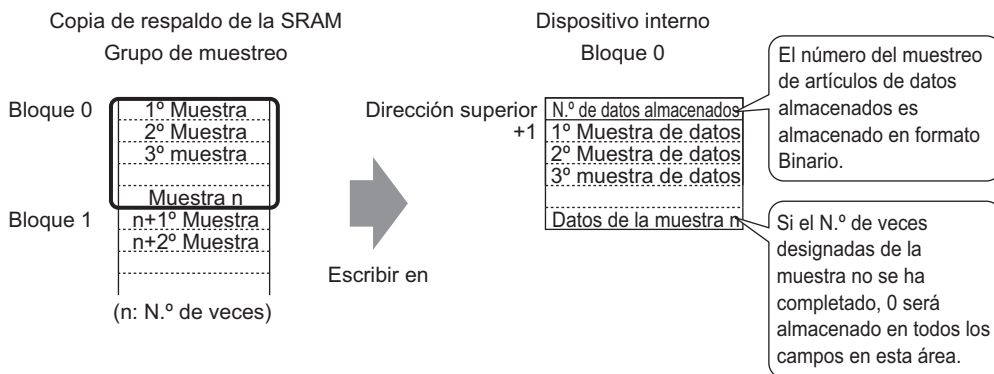 Copia de respaldo de la SRAM
Grupo de muestreo
Bloque 0
1º Muestra
2º Muestra
3º muestra
Muestra n
Bloque 1
n+1º Muestra
n+2º Muestra
(n: N.º de veces)
Escribir en
Dispositivo interno
Bloque 0
Dirección superior
N.º de datos almacenados
+1
1º Muestra de datos
2º Muestra de datos
3º muestra de datos
Datos de la muestra n
El número del muestreo
de artículos de datos
almacenados es
almacenado en formato
Binario.
Si el N.º de veces
designadas de la
muestra no se ha
completado, 0 será
almacenado en todos los
campos en esta área.